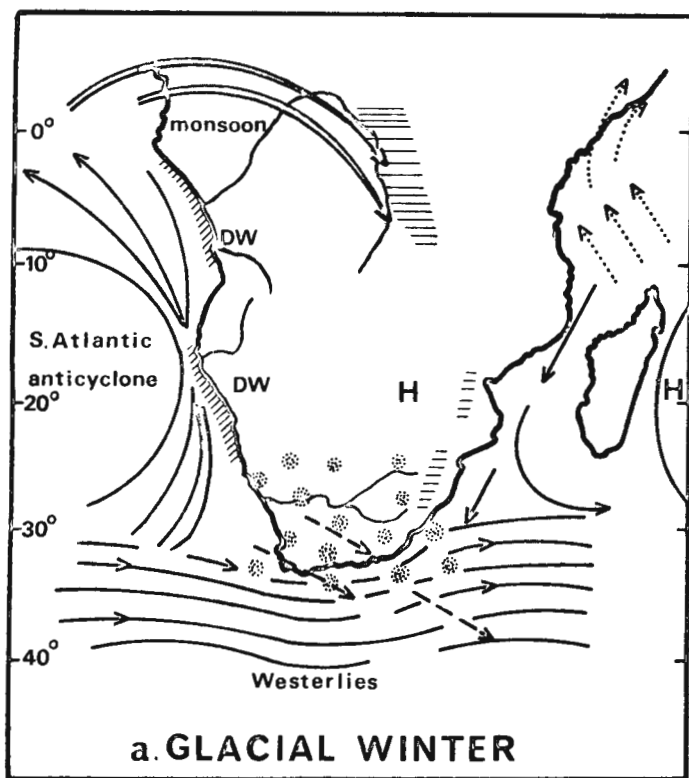 0°
monsoon
DW
-10°
S. Atlantic
anticyclone
DW
H
H
-20°
-30°
-40°
Westerlies
a. GLACIAL WINTER